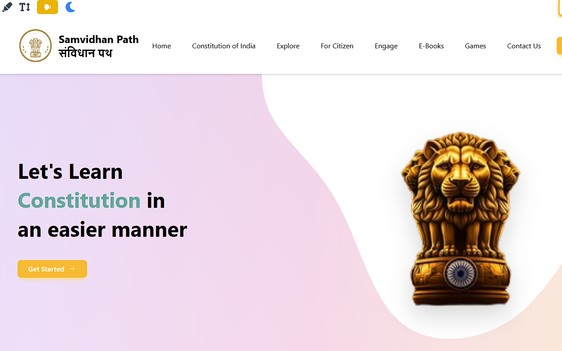 TI
Samvidhan Path
संविधान पथ
Home
Constitution of India
Explore
For Citizen
Engage
E-Books
Games
Contact Us
Let's Learn
Constitution in
an easier manner
Get Started →